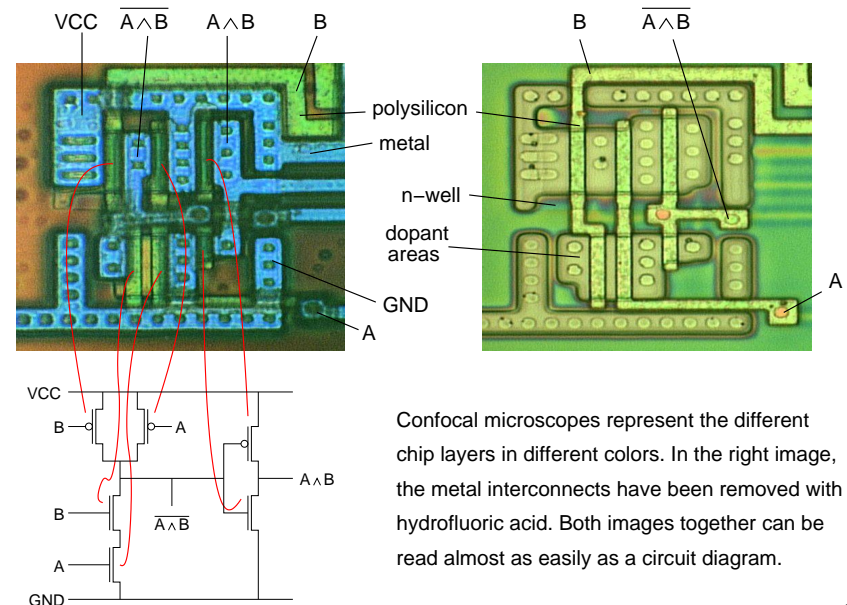 VCC A∧B A∧B B B A∧B
polysilicon
metal
n−well
dopant
areas
GND
A
A
VCC
B A
A∧B
B A∧B
A
GND
Confocal microscopes represent the different
chip layers in different colors. In the right image,
the metal interconnects have been removed with
hydrofluoric acid. Both images together can be
read almost as easily as a circuit diagram.